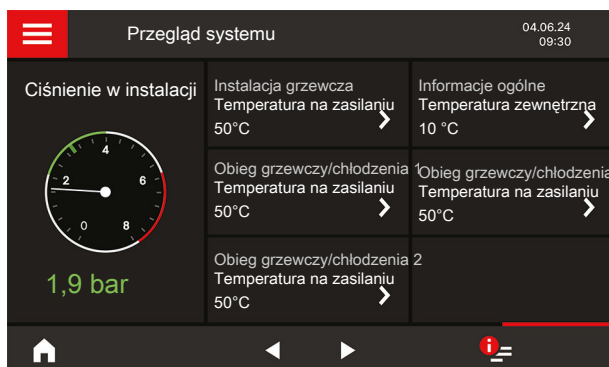 Przegląd systemu
04.06.24
09:30
Ciśnienie w instalacji
0
2
4
6
8
1,9 bar
Instalacja grzewcza
Temperatura na zasilaniu
50°C
Informacje ogólne
Temperatura zewnętrzna
10 °C
Obieg grzewczy/chłodzenia 1
Temperatura na zasilaniu
50°C
Obieg grzewczy/chłodzenia
Temperatura na zasilaniu
50°C
Obieg grzewczy/chłodzenia 2
Temperatura na zasilaniu
50°C
i